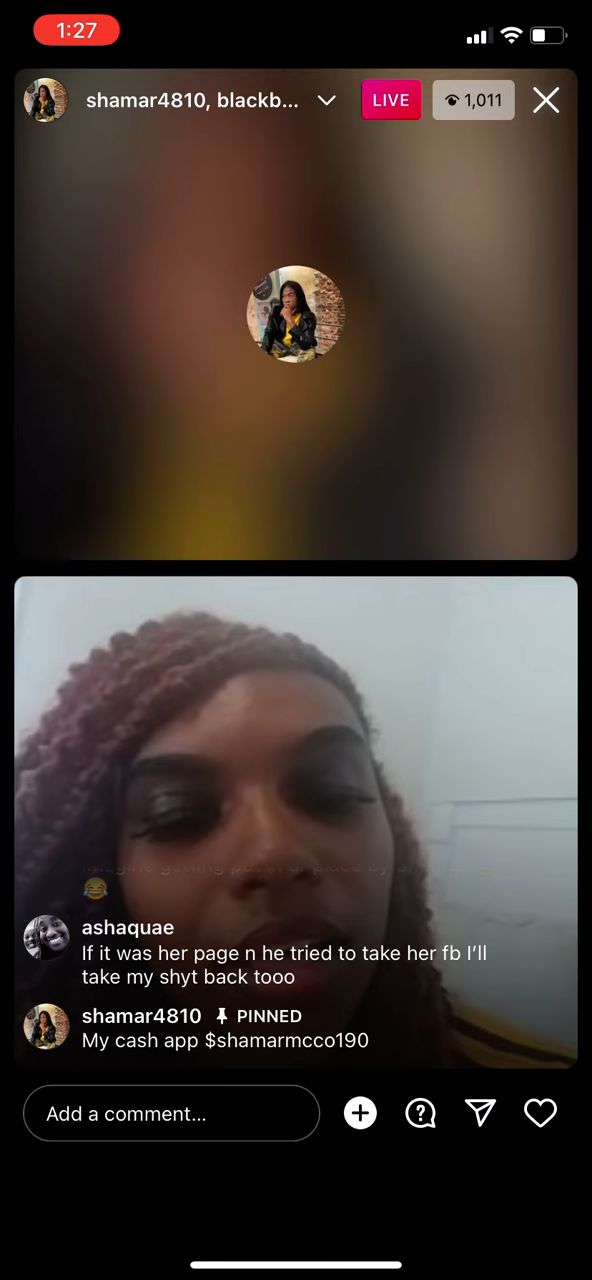 1:27
shamar4810, blackb...
LIVE
1,011
😂
ashaquae
If it was her page n he tried to take her fb I’ll
take my shyt back tooo
shamar4810 PINNED
My cash app $shamarmcco190
Add a comment...